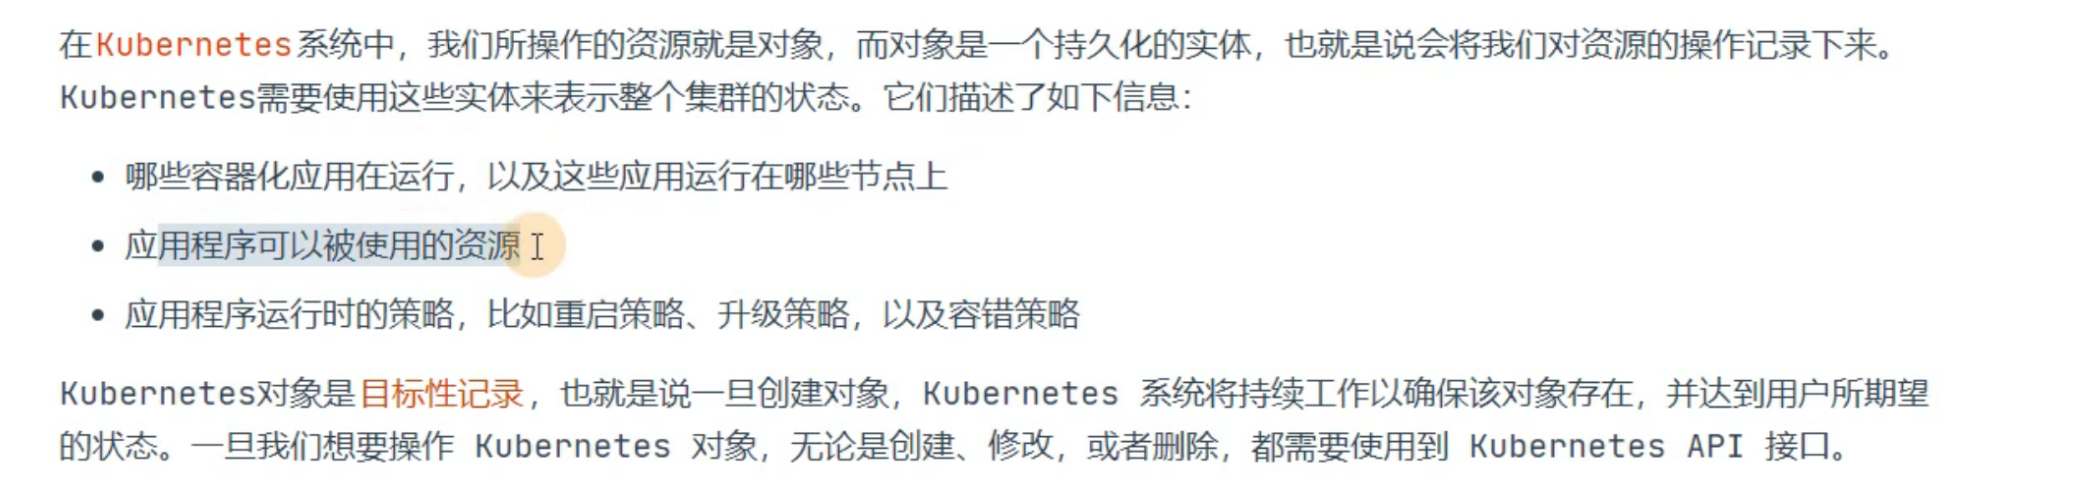 在Kubernetes系统中，我们所操作的资源就是对象，而对象是一个持久化的实体，也就是说会将我们对资源的操作记录下来。
Kubernetes需要使用这些实体来表示整个集群的状态。它们描述了如下信息：
• 哪些容器化应用在运行，以及这些应用运行在哪些节点上
• 应用程序可以被使用的资源
• 应用程序运行时的策略，比如重启策略、升级策略，以及容错策略
Kubernetes对象是目标性记录，也就是说一旦创建对象，Kubernetes 系统将持续工作以确保该对象存在，并达到用户所期望
的状态。一旦我们想要操作 Kubernetes 对象，无论是创建、修改，或者删除，都需要使用到 Kubernetes API 接口。